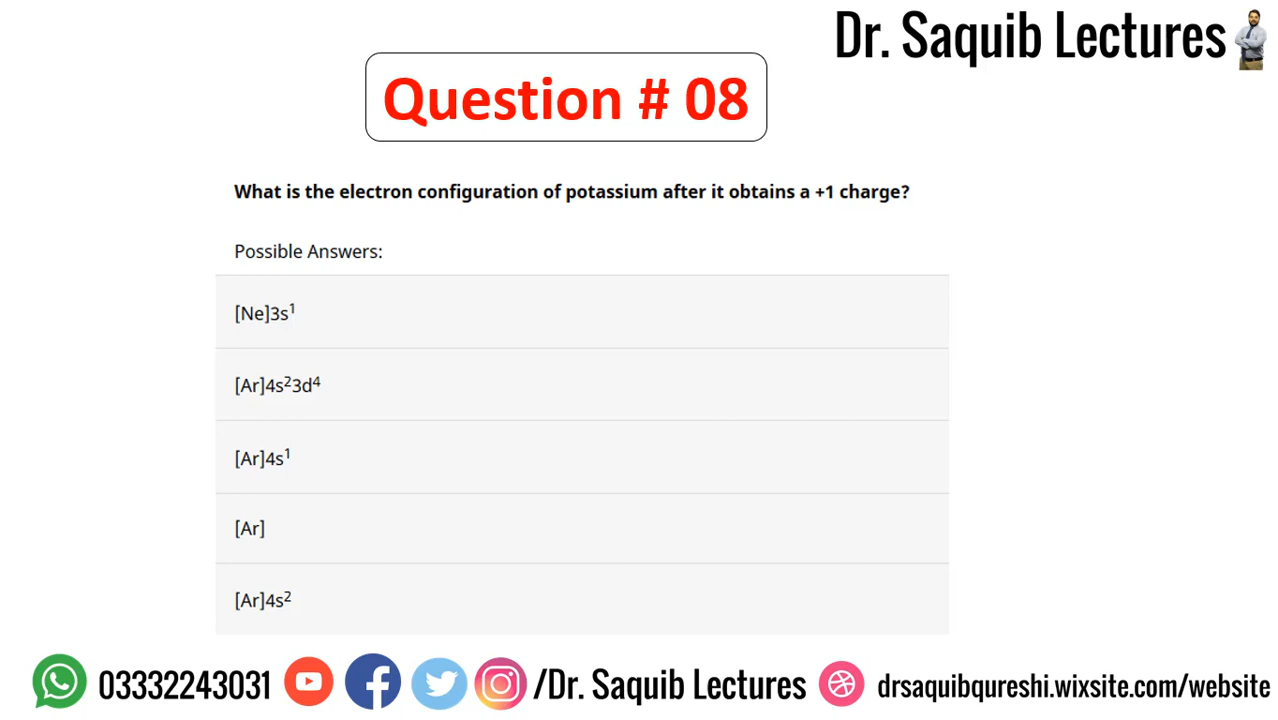 Dr. Saquib Lectures
Question # 08
What is the electron configuration of potassium after it obtains a +1 charge?
Possible Answers:
[Ne]3s¹
[Ar]4s²3d⁴
[Ar]4s¹
[Ar]
[Ar]4s²
03332243031 /Dr. Saquib Lectures drsaquibqureshi.wixsite.com/website